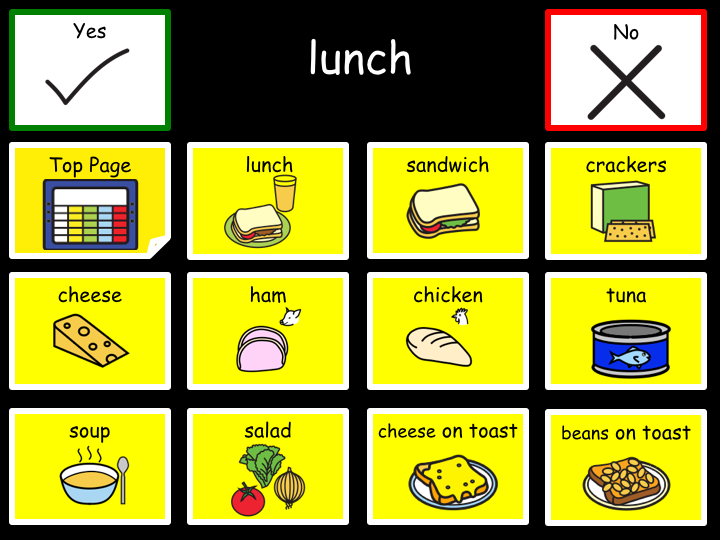 Yes
lunch
No
Top Page
lunch
sandwich
crackers
cheese
ham
chicken
tuna
soup
salad
cheese on toast
beans on toast